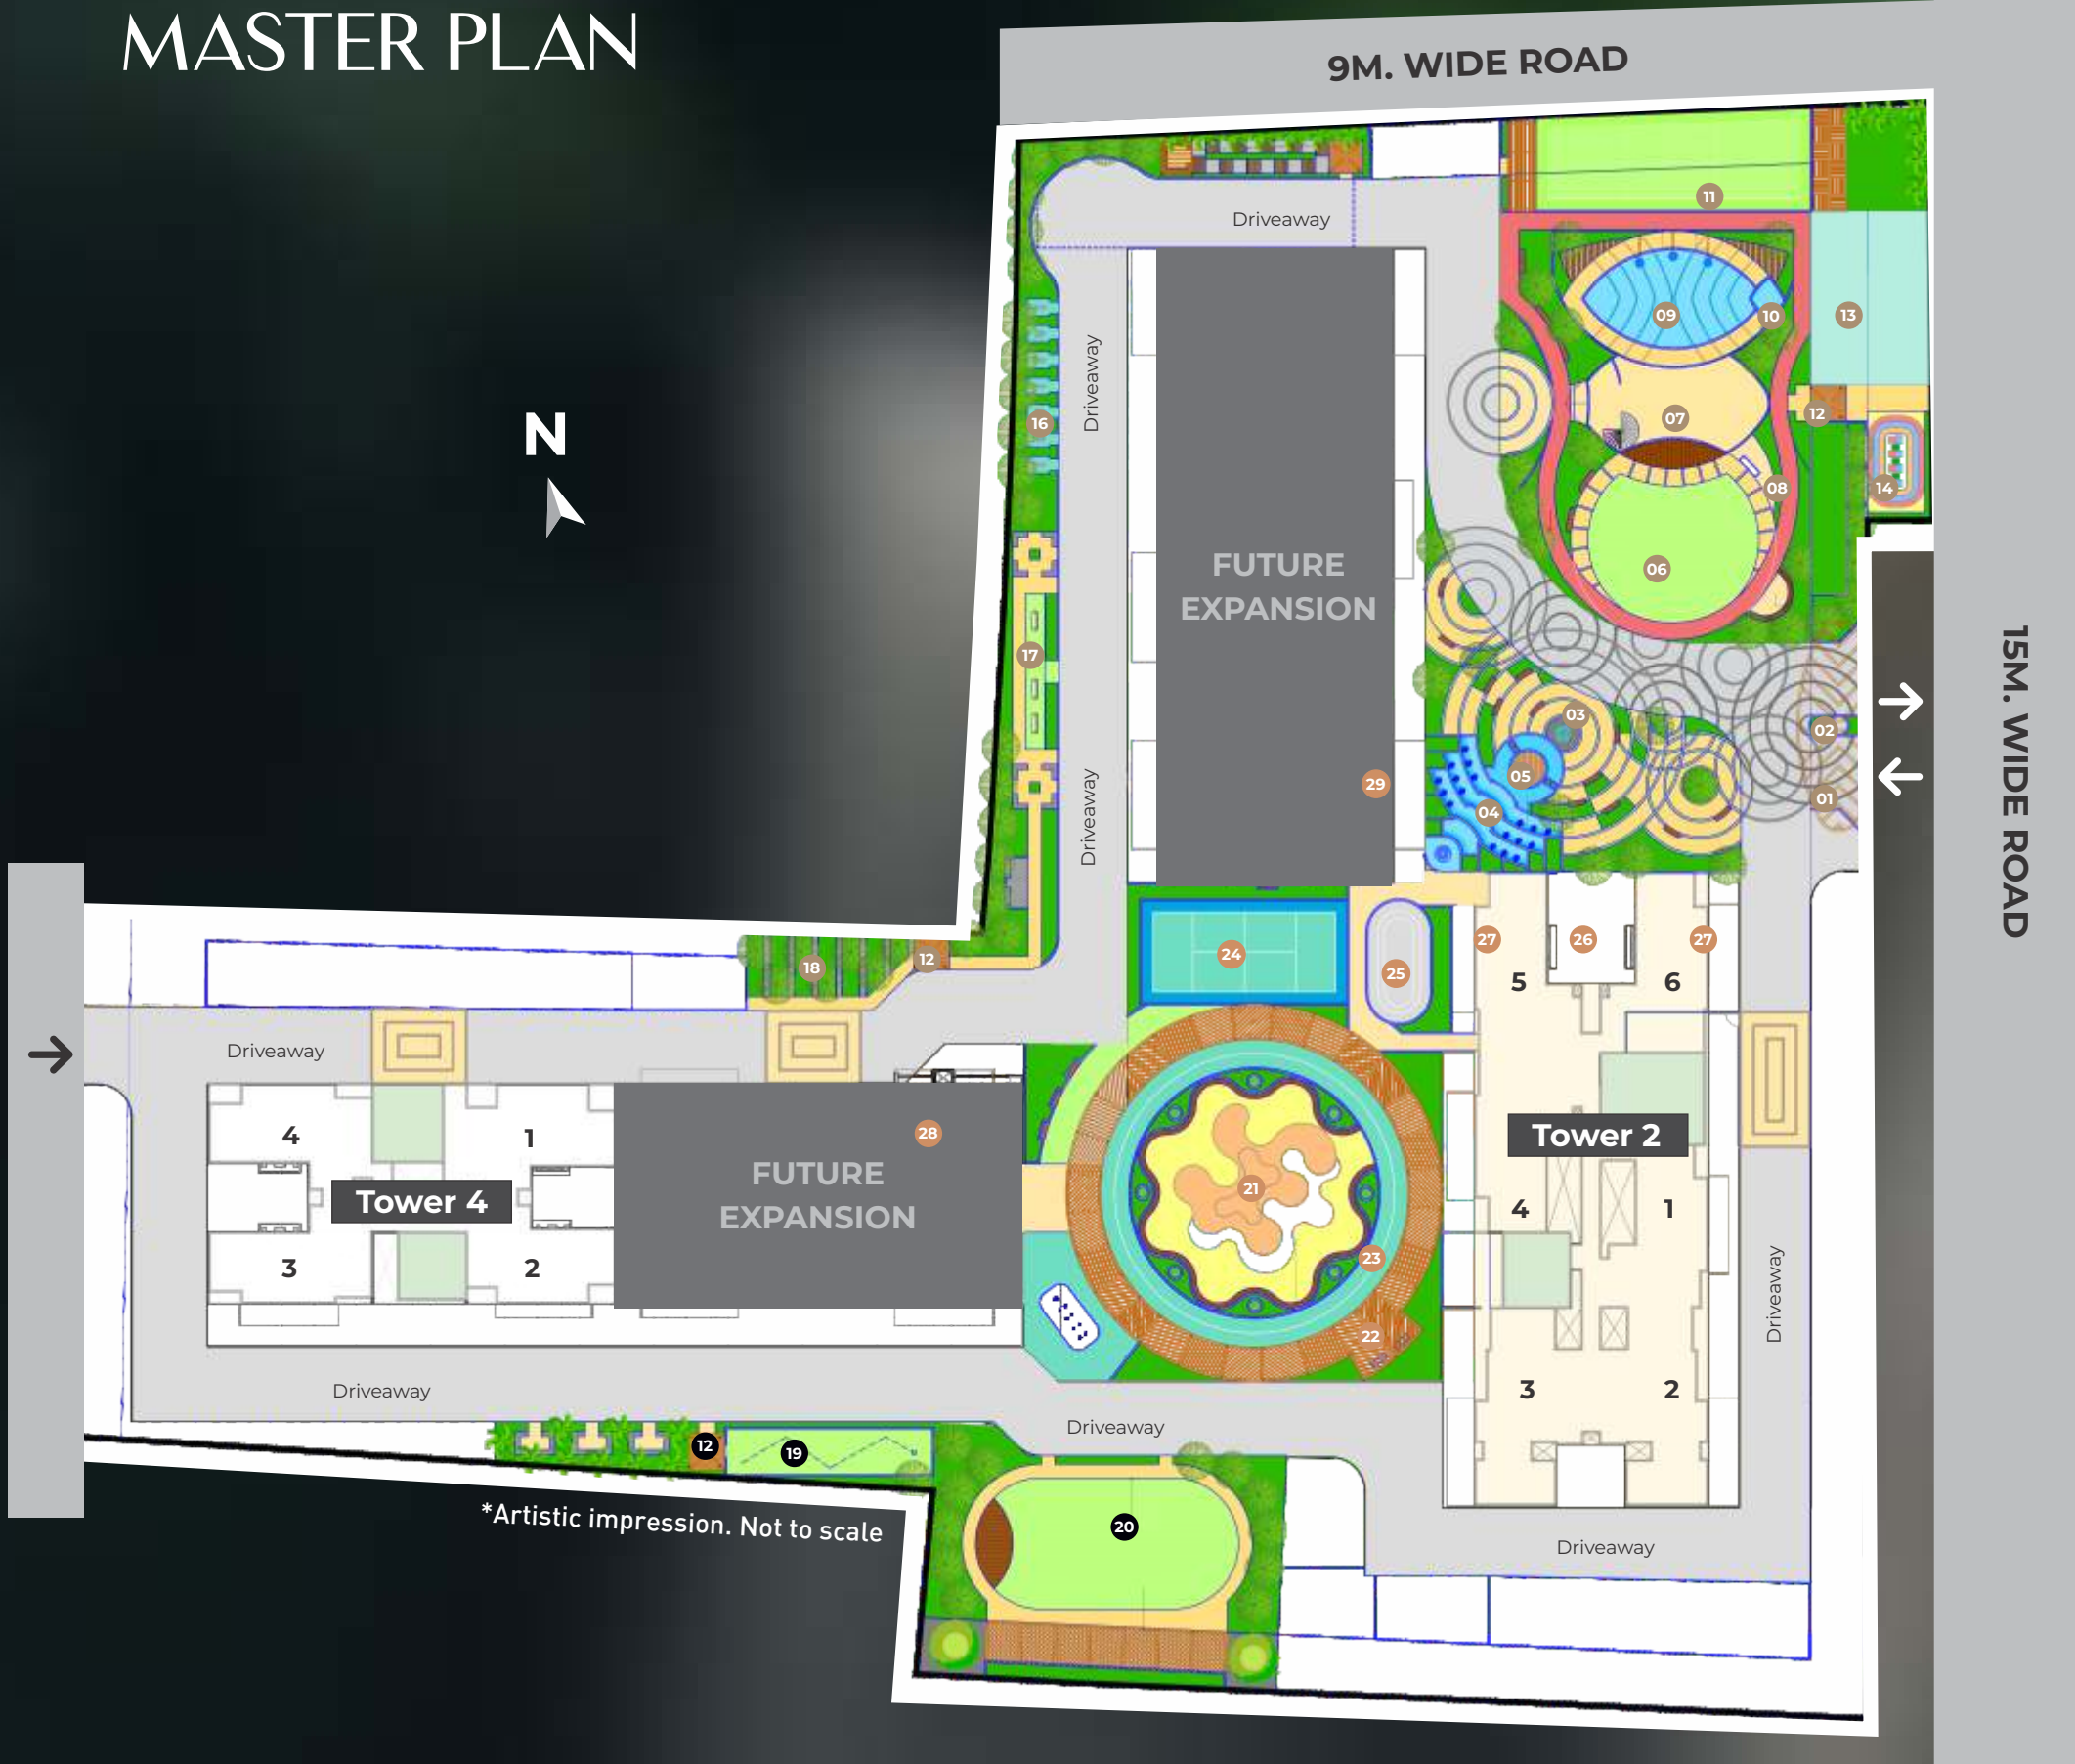 MASTER PLAN
9M. WIDE ROAD
11
Driveaway
09
10
13
N
16
Driveaway
07
12
08
14
FUTURE
EXPANSION
06
17
03
02
15M. WIDE ROAD
05
29
01
04
Driveaway
24
27
26
27
18
12
25
5
6
Driveaway
4
1
28
Tower 2
FUTURE
EXPANSION
21
Tower 4
4
1
3
2
23
Driveaway
22
3
2
Driveaway
Driveaway
12
19
*Artistic impression. Not to scale
20
Driveaway